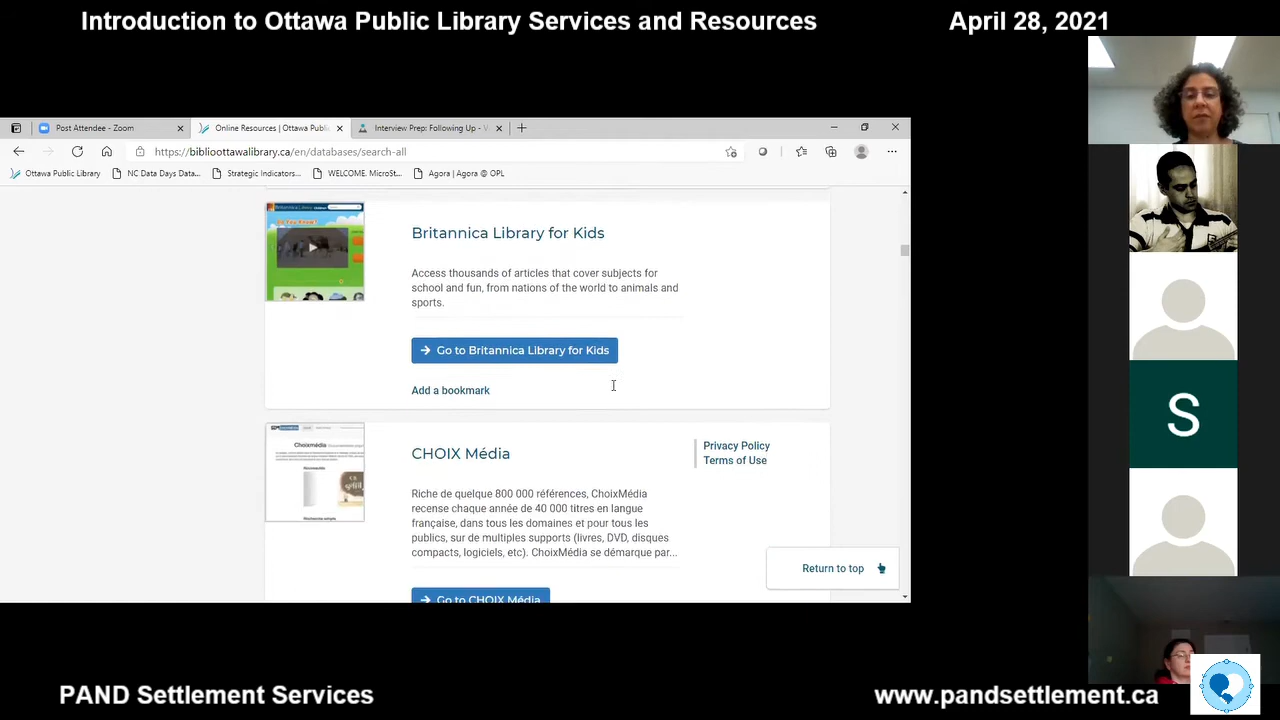 Introduction to Ottawa Public Library Services and Resources
April 28, 2021
Post Attendee - Zoom
Online Resources | Ottawa Publi
Interview Prep: Following Up - V
https://biblioottawalibrary.ca/en/databases/search-all
Ottawa Public Library
NC Data Days Data...
Strategic Indicators...
WELCOME. MicroSt...
Agora | Agora @ OPL
Britannica Library for Kids
Access thousands of articles that cover subjects for
school and fun, from nations of the world to animals and
sports.
Go to Britannica Library for Kids
Add a bookmark
Choixmédia
CHOIX Média
Privacy Policy
Terms of Use
Riche de quelque 800 000 références, ChoixMédia
recense chaque année de 40 000 titres en langue
française, dans tous les domaines et pour tous les
publics, sur de multiples supports (livres, DVD, disques
compacts, logiciels, etc). ChoixMédia se démarque par...
Return to top
Go to CHOIX Média
S
PAND Settlement Services
www.pandsettlement.ca